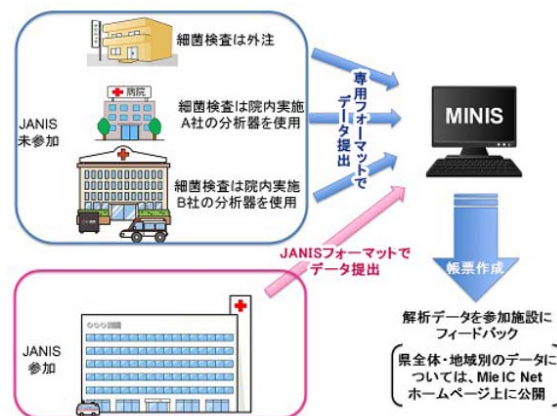 細菌検査は外注
病院
JANIS
未参加
細菌検査は院内実施
A社の分析器を使用
細菌検査は院内実施
B社の分析器を使用
専用フォーマットで
データ提出
MINIS
JANISフォーマットで
データ提出
JANIS
参加
帳票作成
解析データを参加施設に
フィードバック
県全体・地域別のデータに
ついては、Mie IC Net
ホームページ上に公開